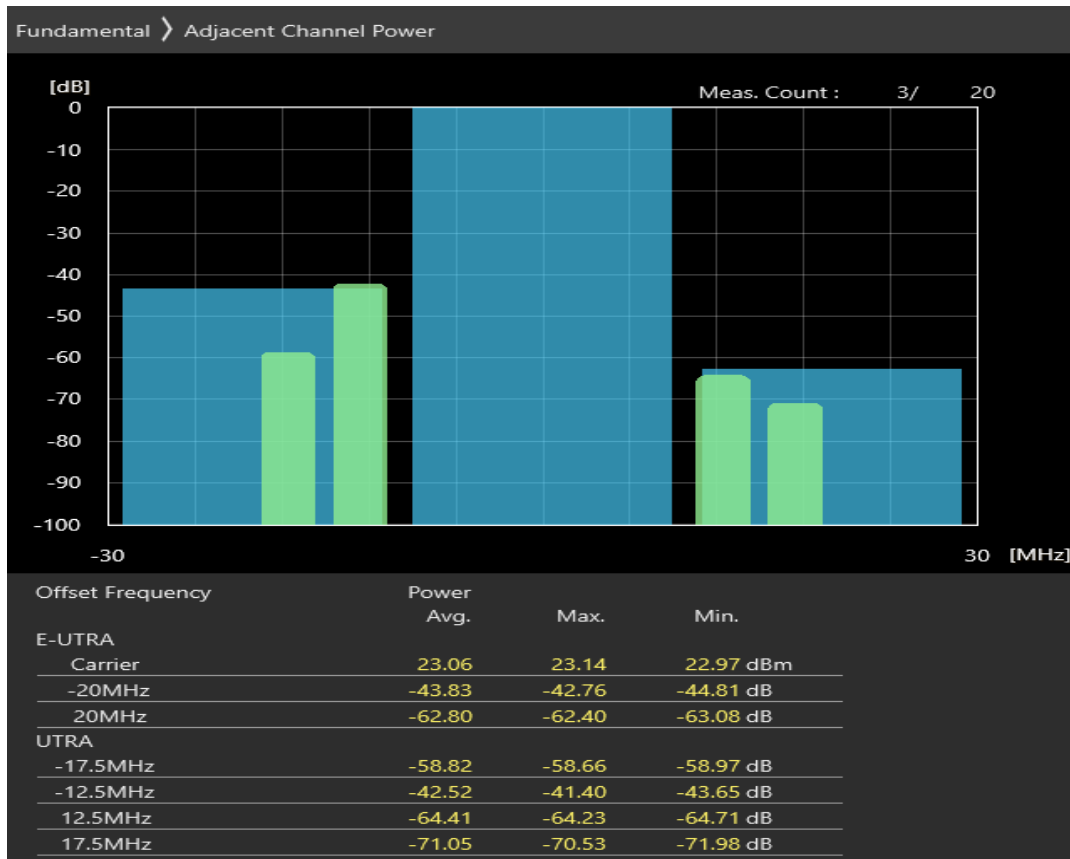 Fundamental ❯ Adjacent Channel Power
[dB]
Meas. Count : 3/ 20
0
-10
-20
-30
-40
-50
-60
-70
-80
-90
-100
-30 30 [MHz]
Offset Frequency Power
Avg. Max. Min.
E-UTRA
Carrier 23.06 23.14 22.97 dBm
-20MHz -43.83 -42.76 -44.81 dB
20MHz -62.80 -62.40 -63.08 dB
UTRA
-17.5MHz -58.82 -58.66 -58.97 dB
-12.5MHz -42.52 -41.40 -43.65 dB
12.5MHz -64.41 -64.23 -64.71 dB
17.5MHz -71.05 -70.53 -71.98 dB